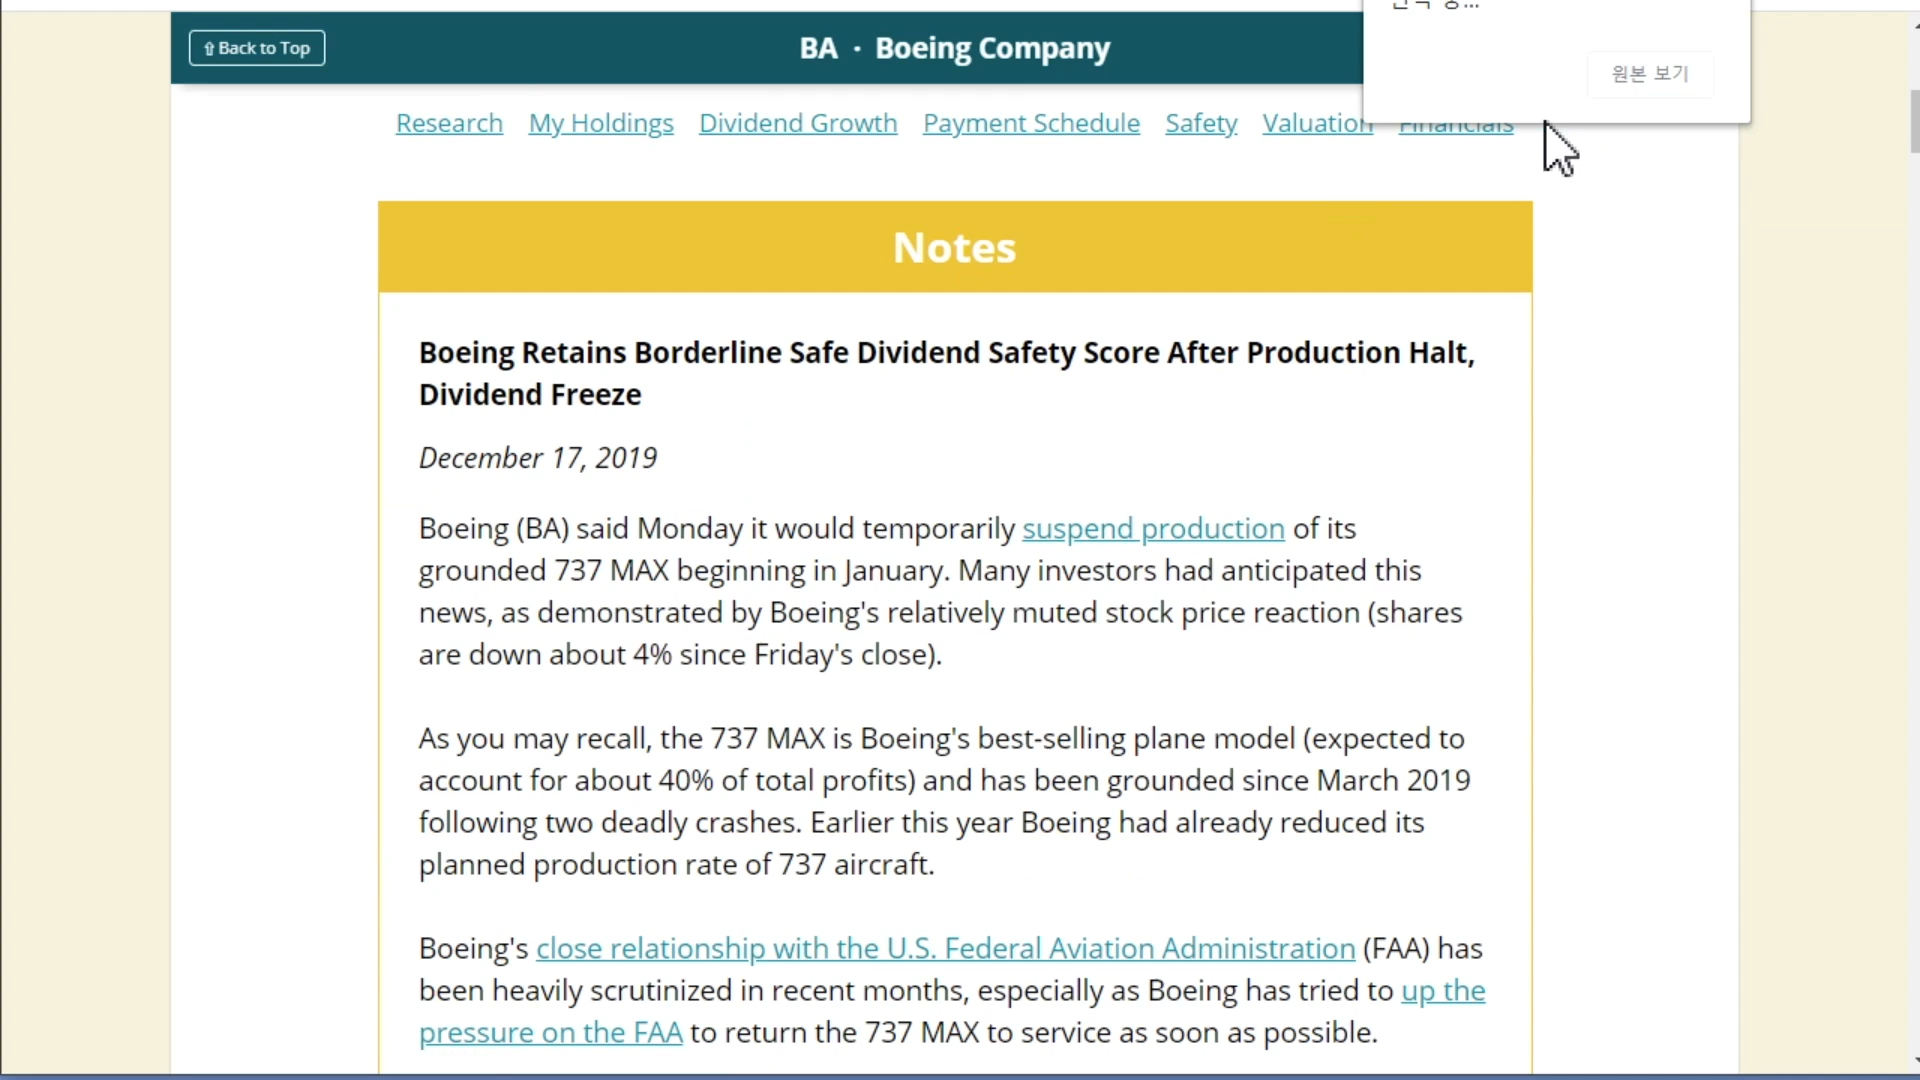 ⇧ Back to Top
BA · Boeing Company
원본 보기
Research My Holdings Dividend Growth Payment Schedule Safety Valuation Financials
Notes
Boeing Retains Borderline Safe Dividend Safety Score After Production Halt,
Dividend Freeze
December 17, 2019
Boeing (BA) said Monday it would temporarily suspend production of its
grounded 737 MAX beginning in January. Many investors had anticipated this
news, as demonstrated by Boeing's relatively muted stock price reaction (shares
are down about 4% since Friday's close).
As you may recall, the 737 MAX is Boeing's best-selling plane model (expected to
account for about 40% of total profits) and has been grounded since March 2019
following two deadly crashes. Earlier this year Boeing had already reduced its
planned production rate of 737 aircraft.
Boeing's close relationship with the U.S. Federal Aviation Administration (FAA) has
been heavily scrutinized in recent months, especially as Boeing has tried to up the
pressure on the FAA to return the 737 MAX to service as soon as possible.